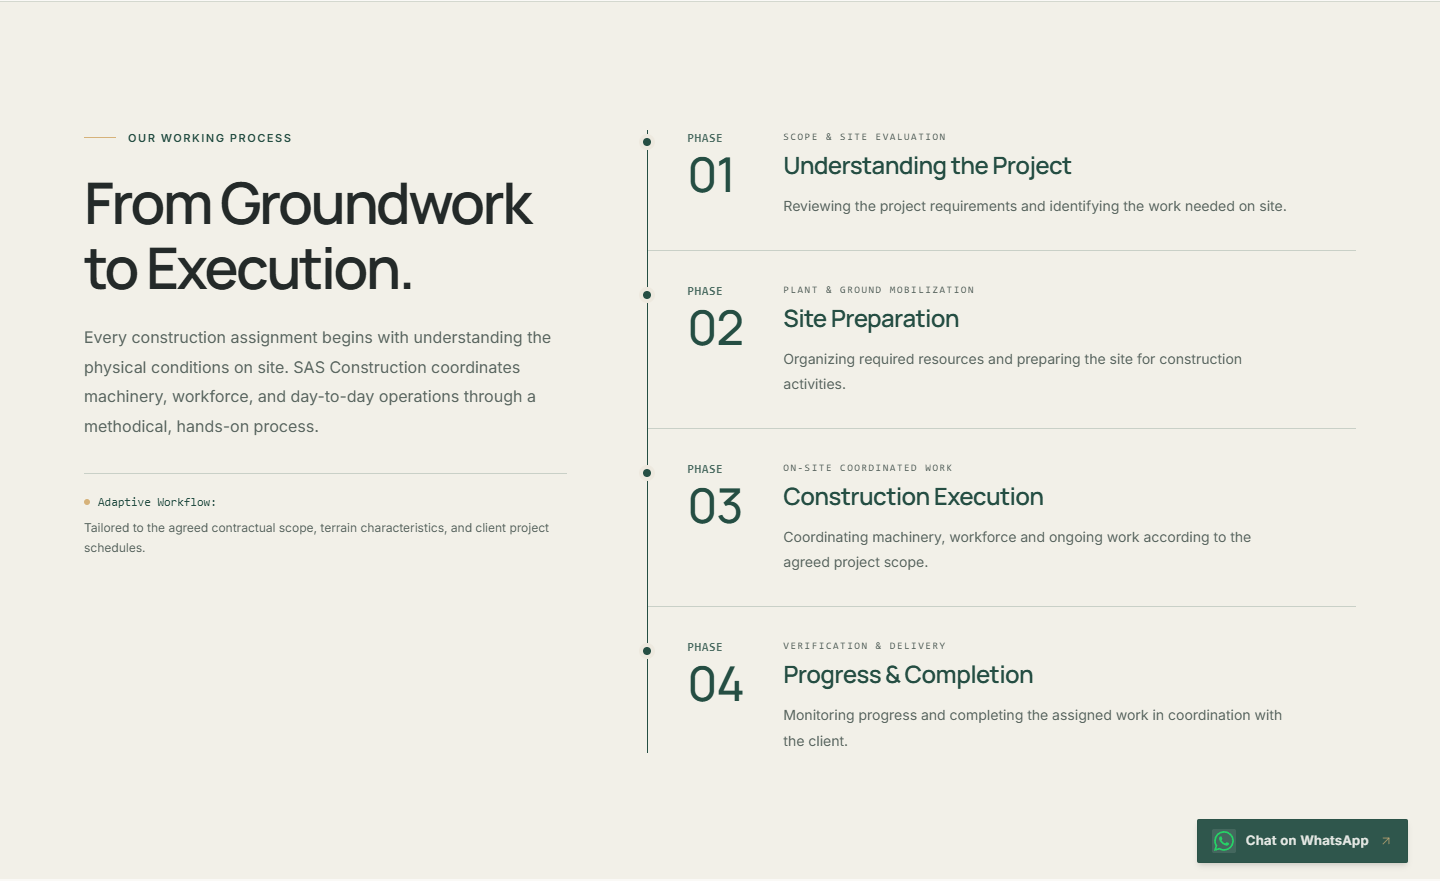 OUR WORKING PROCESS
From Groundwork
to Execution.
Every construction assignment begins with understanding the
physical conditions on site. SAS Construction coordinates
machinery, workforce, and day-to-day operations through a
methodical, hands-on process.
Adaptive Workflow:
Tailored to the agreed contractual scope, terrain characteristics, and client project
schedules.
PHASE
01
SCOPE & SITE EVALUATION
Understanding the Project
Reviewing the project requirements and identifying the work needed on site.
PHASE
02
PLANT & GROUND MOBILIZATION
Site Preparation
Organizing required resources and preparing the site for construction
activities.
PHASE
03
ON-SITE COORDINATED WORK
Construction Execution
Coordinating machinery, workforce and ongoing work according to the
agreed project scope.
PHASE
04
VERIFICATION & DELIVERY
Progress & Completion
Monitoring progress and completing the assigned work in coordination with
the client.
Chat on WhatsApp